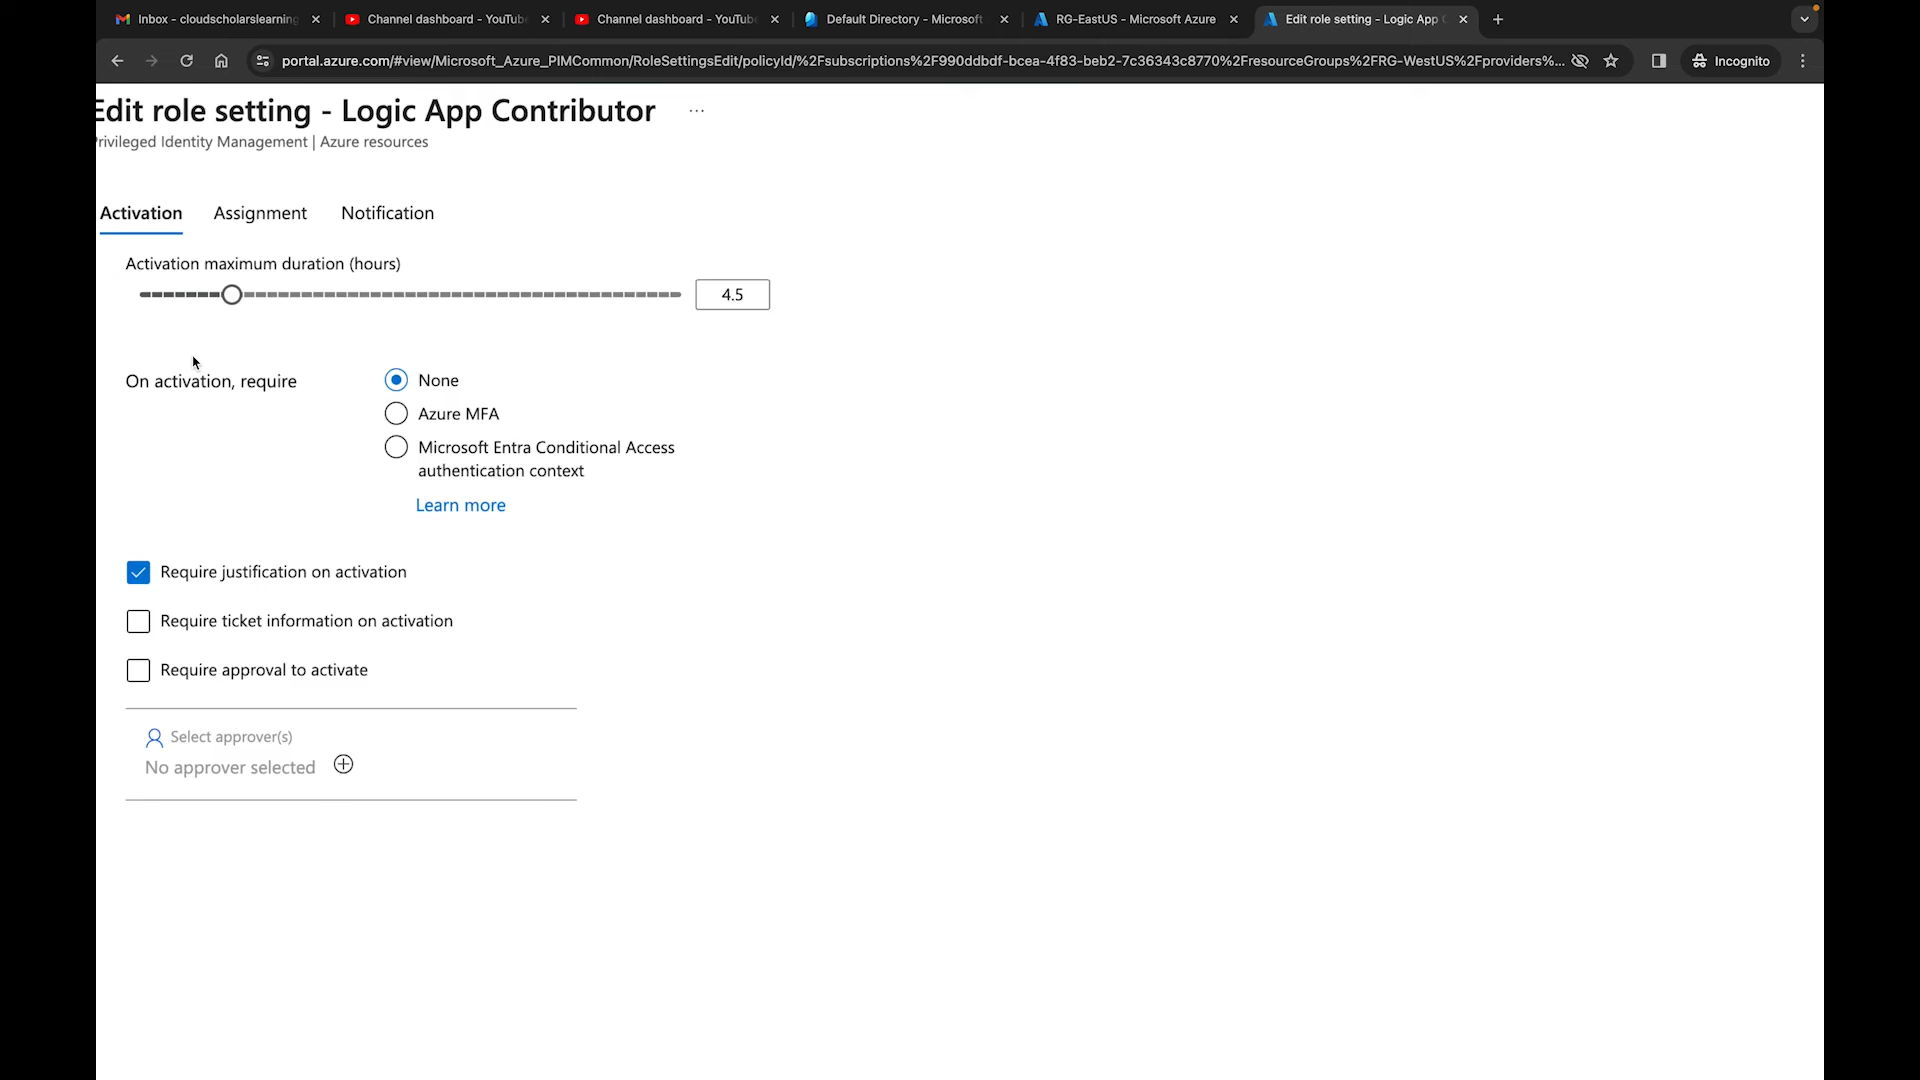 Inbox - cloudscholarslearning
Channel dashboard - YouTube
Channel dashboard - YouTube
Default Directory - Microsoft
RG-EastUS - Microsoft Azure
Edit role setting - Logic App C
portal.azure.com/#view/Microsoft_Azure_PIMCommon/RoleSettingsEdit/policyId/%2Fsubscriptions%2F990ddbdf-bcea-4f83-beb2-7c36343c8770%2FresourceGroups%2FRG-WestUS%2Fproviders%...
Incognito
Edit role setting - Logic App Contributor
...
Privileged Identity Management | Azure resources
Activation Assignment Notification
Activation maximum duration (hours)
4.5
On activation, require
None
Azure MFA
Microsoft Entra Conditional Access
authentication context
Learn more
Require justification on activation
Require ticket information on activation
Require approval to activate
Select approver(s)
No approver selected